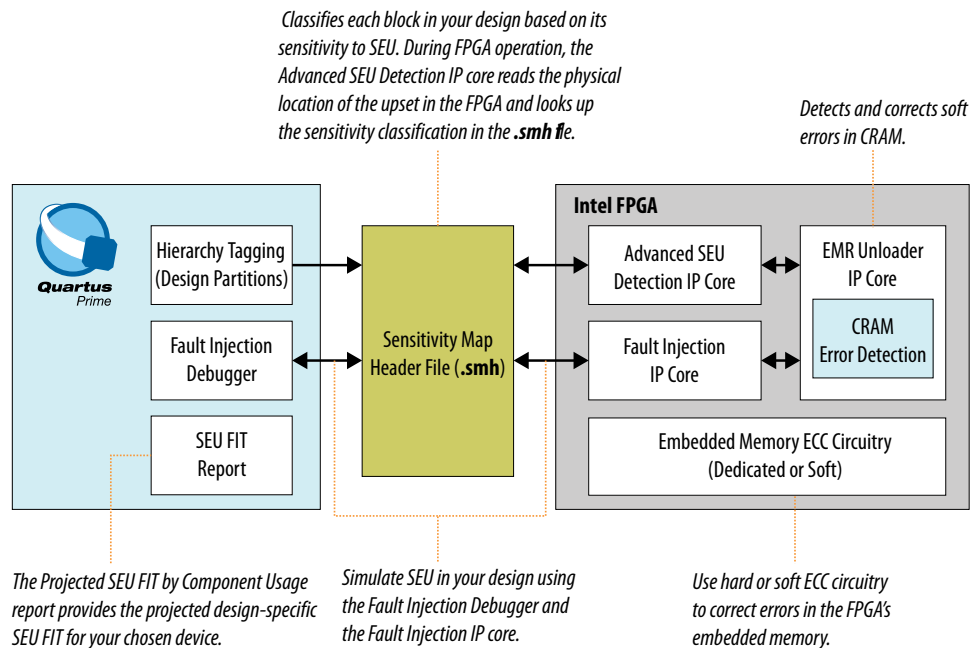 Classifies each block in your design based on its
sensitivity to SEU. During FPGA operation, the
Advanced SEU Detection IP core reads the physical
location of the upset in the FPGA and looks up
the sensitivity classification in the .smh file.
Detects and corrects soft
errors in CRAM.
Quartus
Prime
Hierarchy Tagging
(Design Partitions)
Fault Injection
Debugger
SEU FIT
Report
Sensitivity Map
Header File (.smh)
Intel FPGA
Advanced SEU
Detection IP Core
EMR Unloader
IP Core
CRAM
Error Detection
Fault Injection
IP Core
Embedded Memory ECC Circuitry
(Dedicated or Soft)
The Projected SEU FIT by Component Usage
report provides the projected design-specific
SEU FIT for your chosen device.
Simulate SEU in your design using
the Fault Injection Debugger and
the Fault Injection IP core.
Use hard or soft ECC circuitry
to correct errors in the FPGA's
embedded memory.